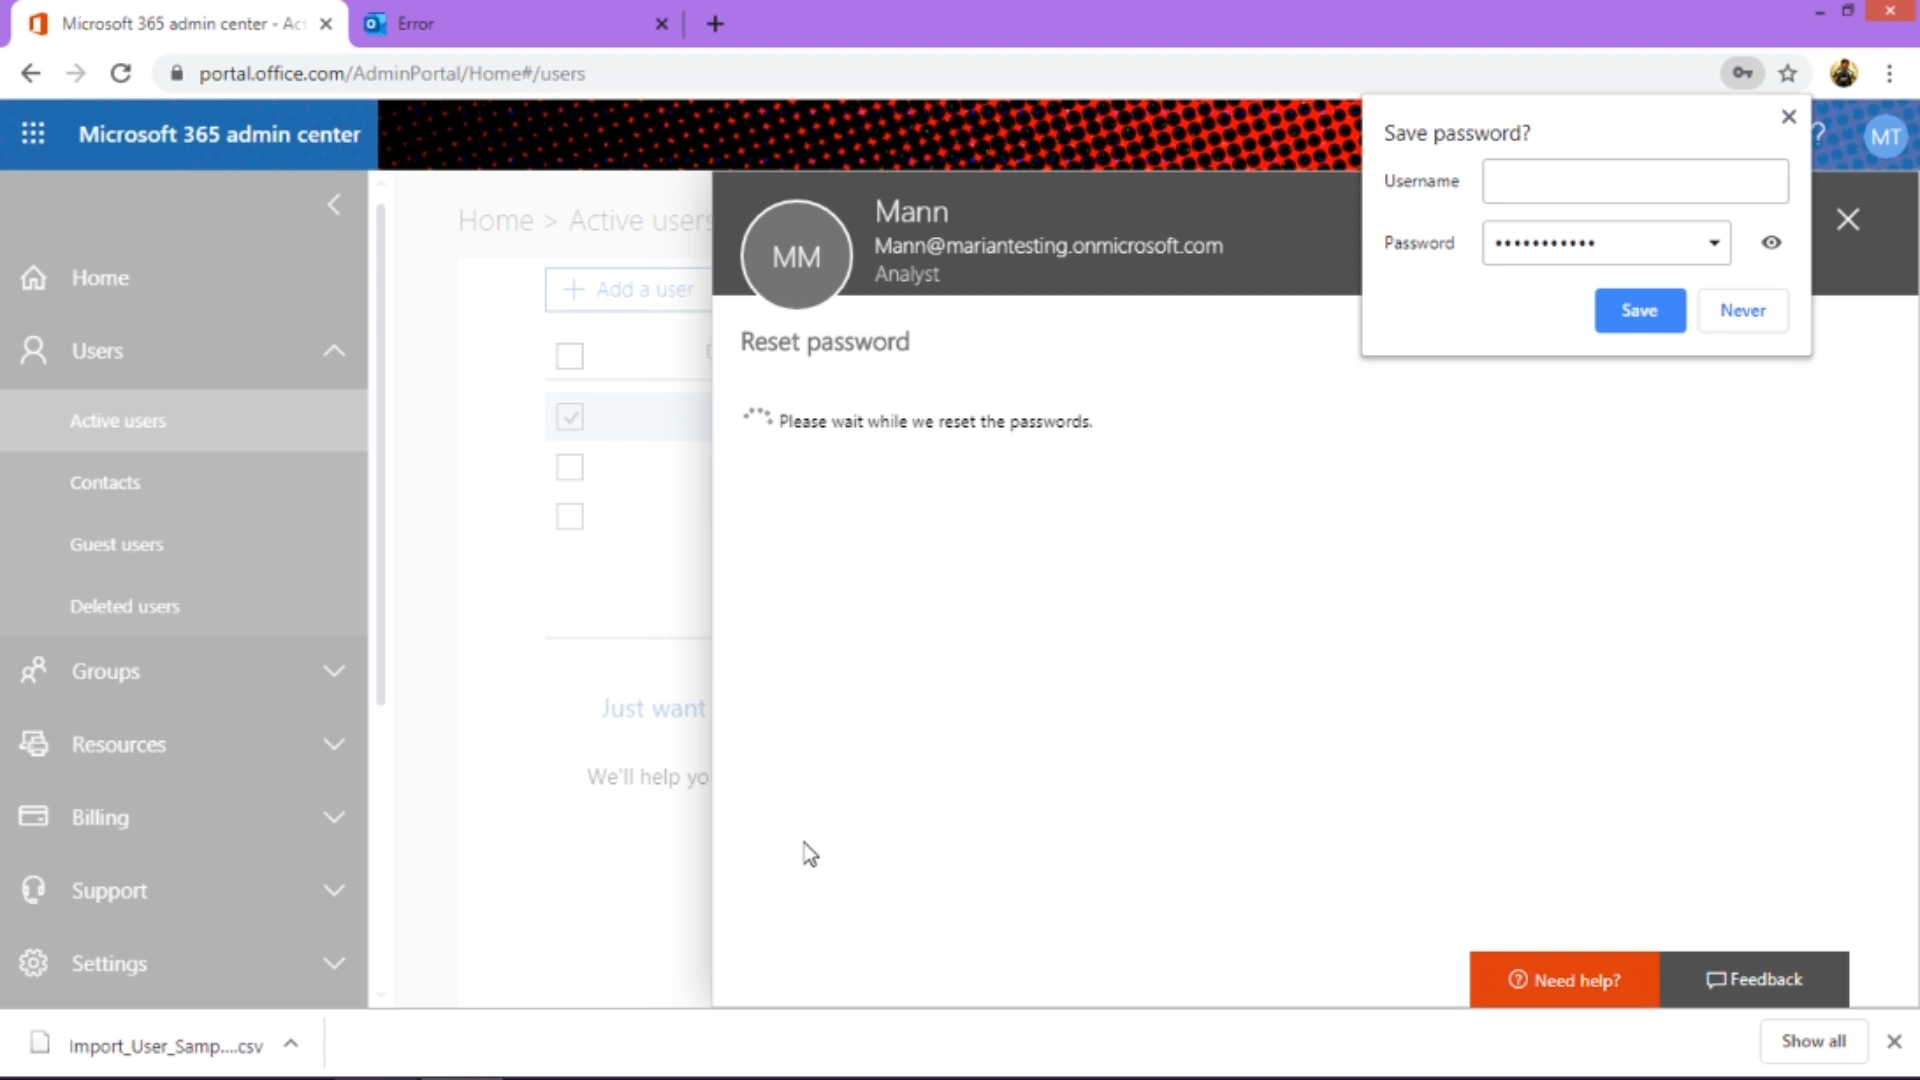 Microsoft 365 admin center - Act
Error
portal.office.com/AdminPortal/Home#/users
Microsoft 365 admin center
?
MT
Save password?
Username
Password
•••••••••••
Save
Never
Home
Users
Active users
Contacts
Guest users
Deleted users
Groups
Resources
Billing
Support
Settings
Home > Active users
Add a user
D
Just want
We'll help yo
MM
Mann
Mann@mariantesting.onmicrosoft.com
Analyst
Reset password
Please wait while we reset the passwords.
Need help?
Feedback
Import_User_Samp....csv
Show all